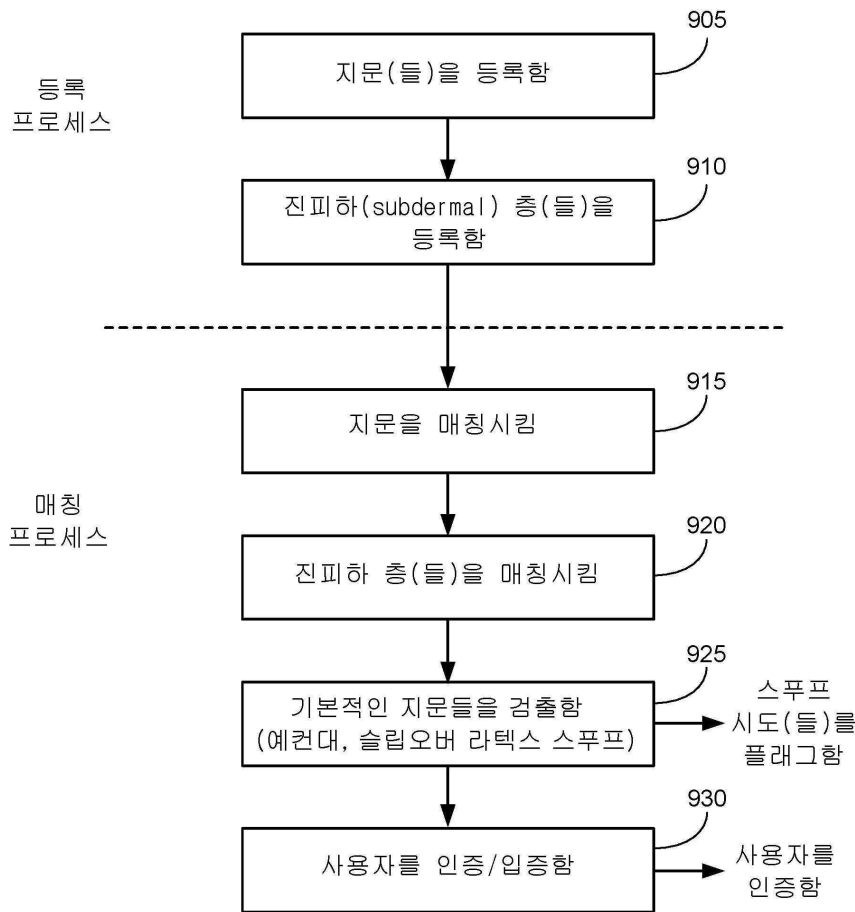 905
지문(들)을 등록함
등록
프로세스
910
진피하(subdermal) 층(들)을
등록함
915
지문을 매칭시킴
매칭
프로세스
920
진피하 층(들)을 매칭시킴
925
기본적인 지문들을 검출함
(예컨대, 슬립오버 라텍스 스푸프)
스푸프
시도(들)를
플래그함
930
사용자를 인증/입증함
사용자를
인증함